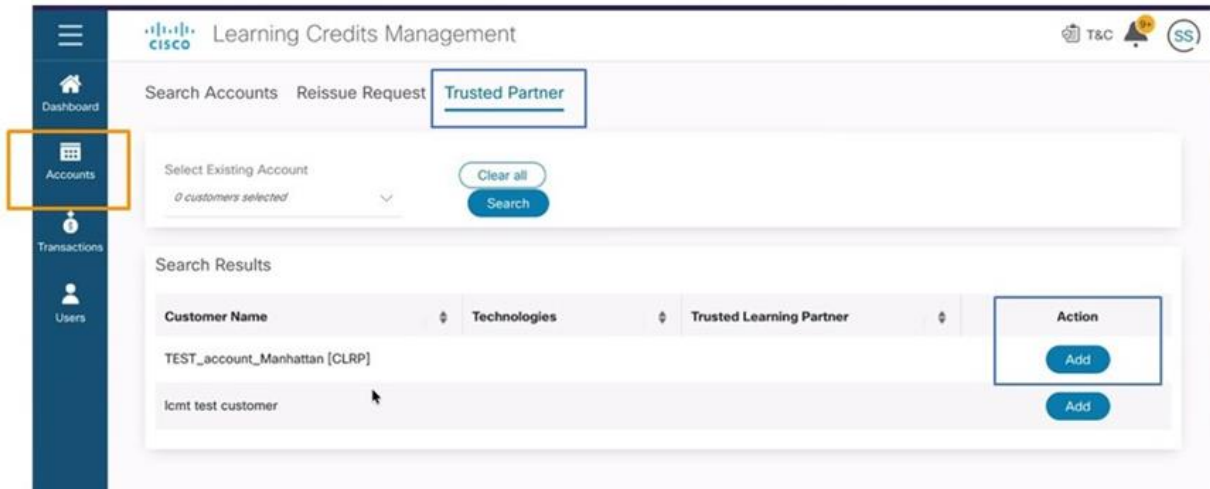 CISCO Learning Credits Management T&C 9+ SS
Dashboard
Accounts
Transactions
Users
Search Accounts Reissue Request Trusted Partner
Select Existing Account
0 customers selected
Clear all
Search
Search Results
Customer Name Technologies Trusted Learning Partner Action
TEST_account_Manhattan [CLRP] Add
lcmt test customer Add